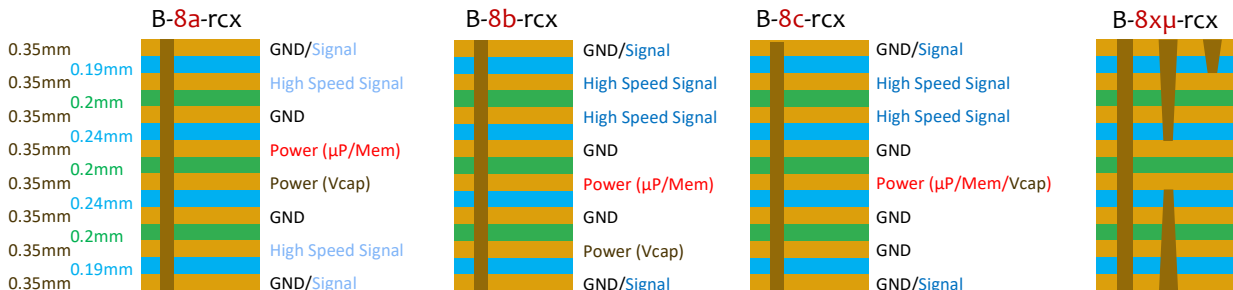 B-8a-rcx B-8b-rcx B-8c-rcx B-8xµ-rcx
0.35mm GND/Signal GND/Signal GND/Signal
0.19mm
0.35mm High Speed Signal High Speed Signal High Speed Signal
0.2mm
0.35mm GND High Speed Signal High Speed Signal
0.24mm
0.35mm Power (µP/Mem) GND GND
0.2mm
0.35mm Power (Vcap) Power (µP/Mem) Power (µP/Mem/Vcap)
0.24mm
0.35mm GND GND GND
0.2mm
0.35mm High Speed Signal Power (Vcap) GND
0.19mm
0.35mm GND/Signal GND/Signal GND/Signal